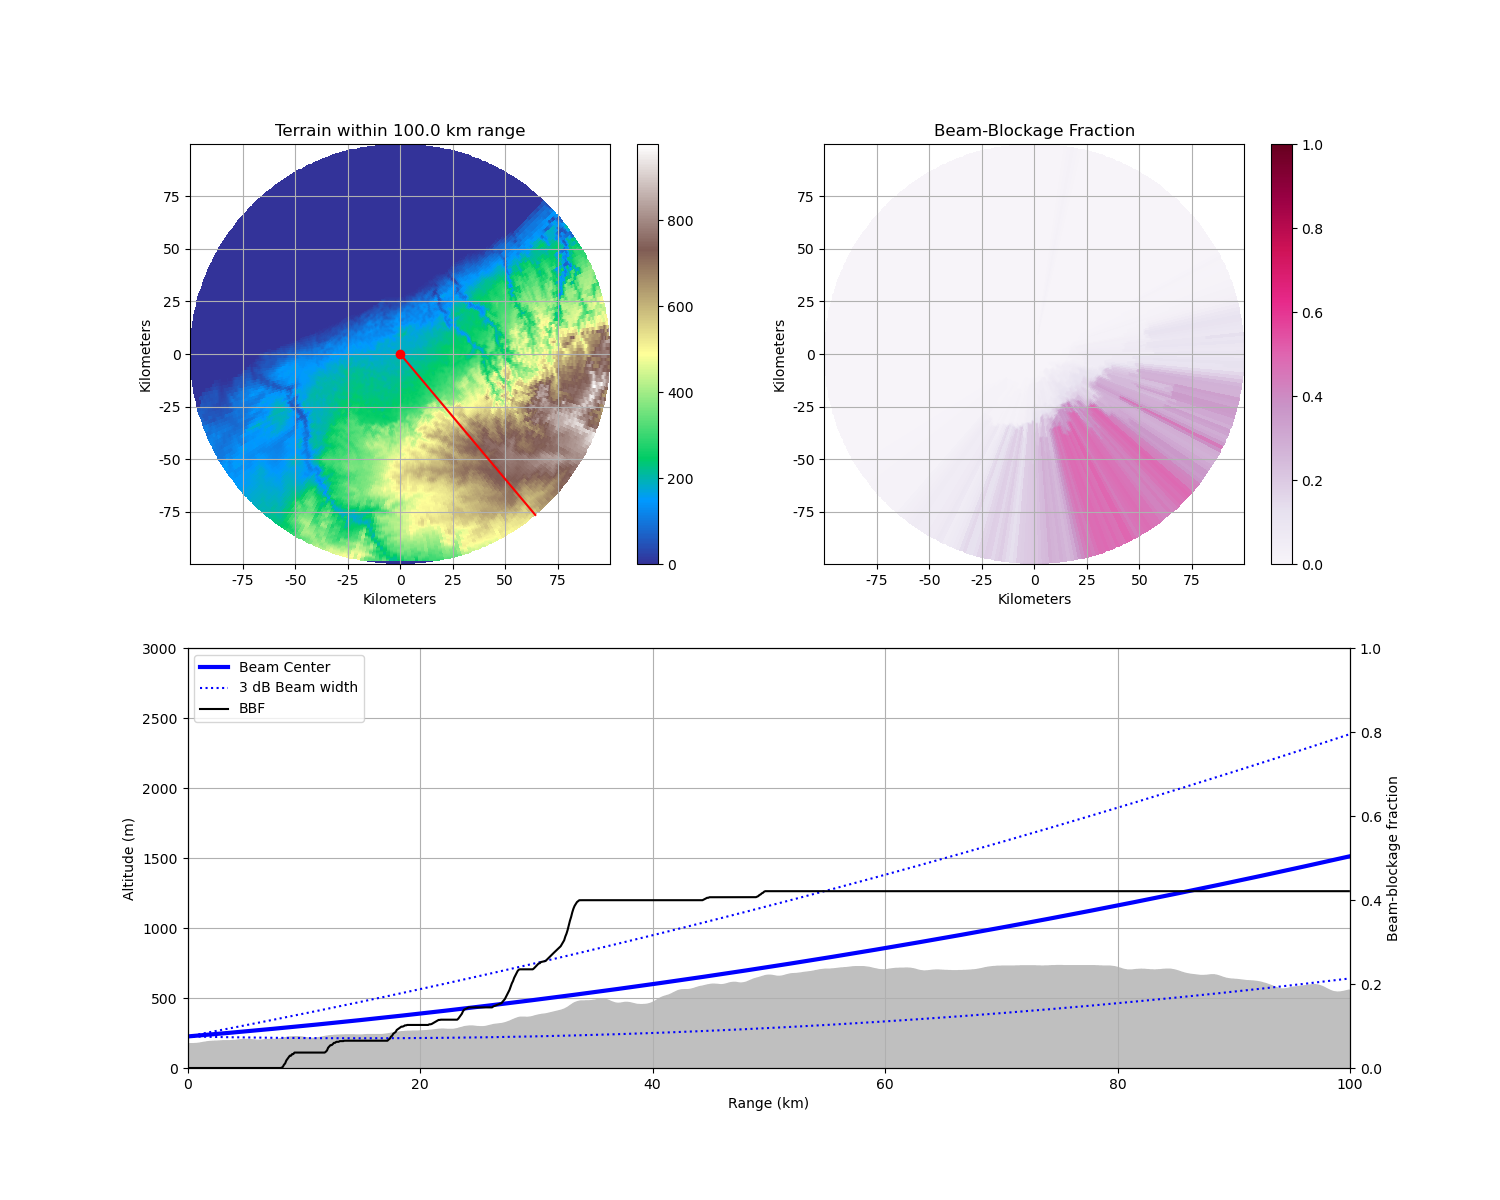 Terrain within 100.0 km range
Kilometers
75
50
25
0
-25
-50
-75
-75 -50 -25 0 25 50 75
Kilometers
800
600
400
200
0
Beam-Blockage Fraction
Kilometers
75
50
25
0
-25
-50
-75
-75 -50 -25 0 25 50 75
Kilometers
1.0
0.8
0.6
0.4
0.2
0.0
Beam Center
3 dB Beam width
BBF
Altitude (m)
3000
2500
2000
1500
1000
500
0
0 20 40 60 80 100
Range (km)
1.0
0.8
0.6
0.4
0.2
0.0
Beam-blockage fraction